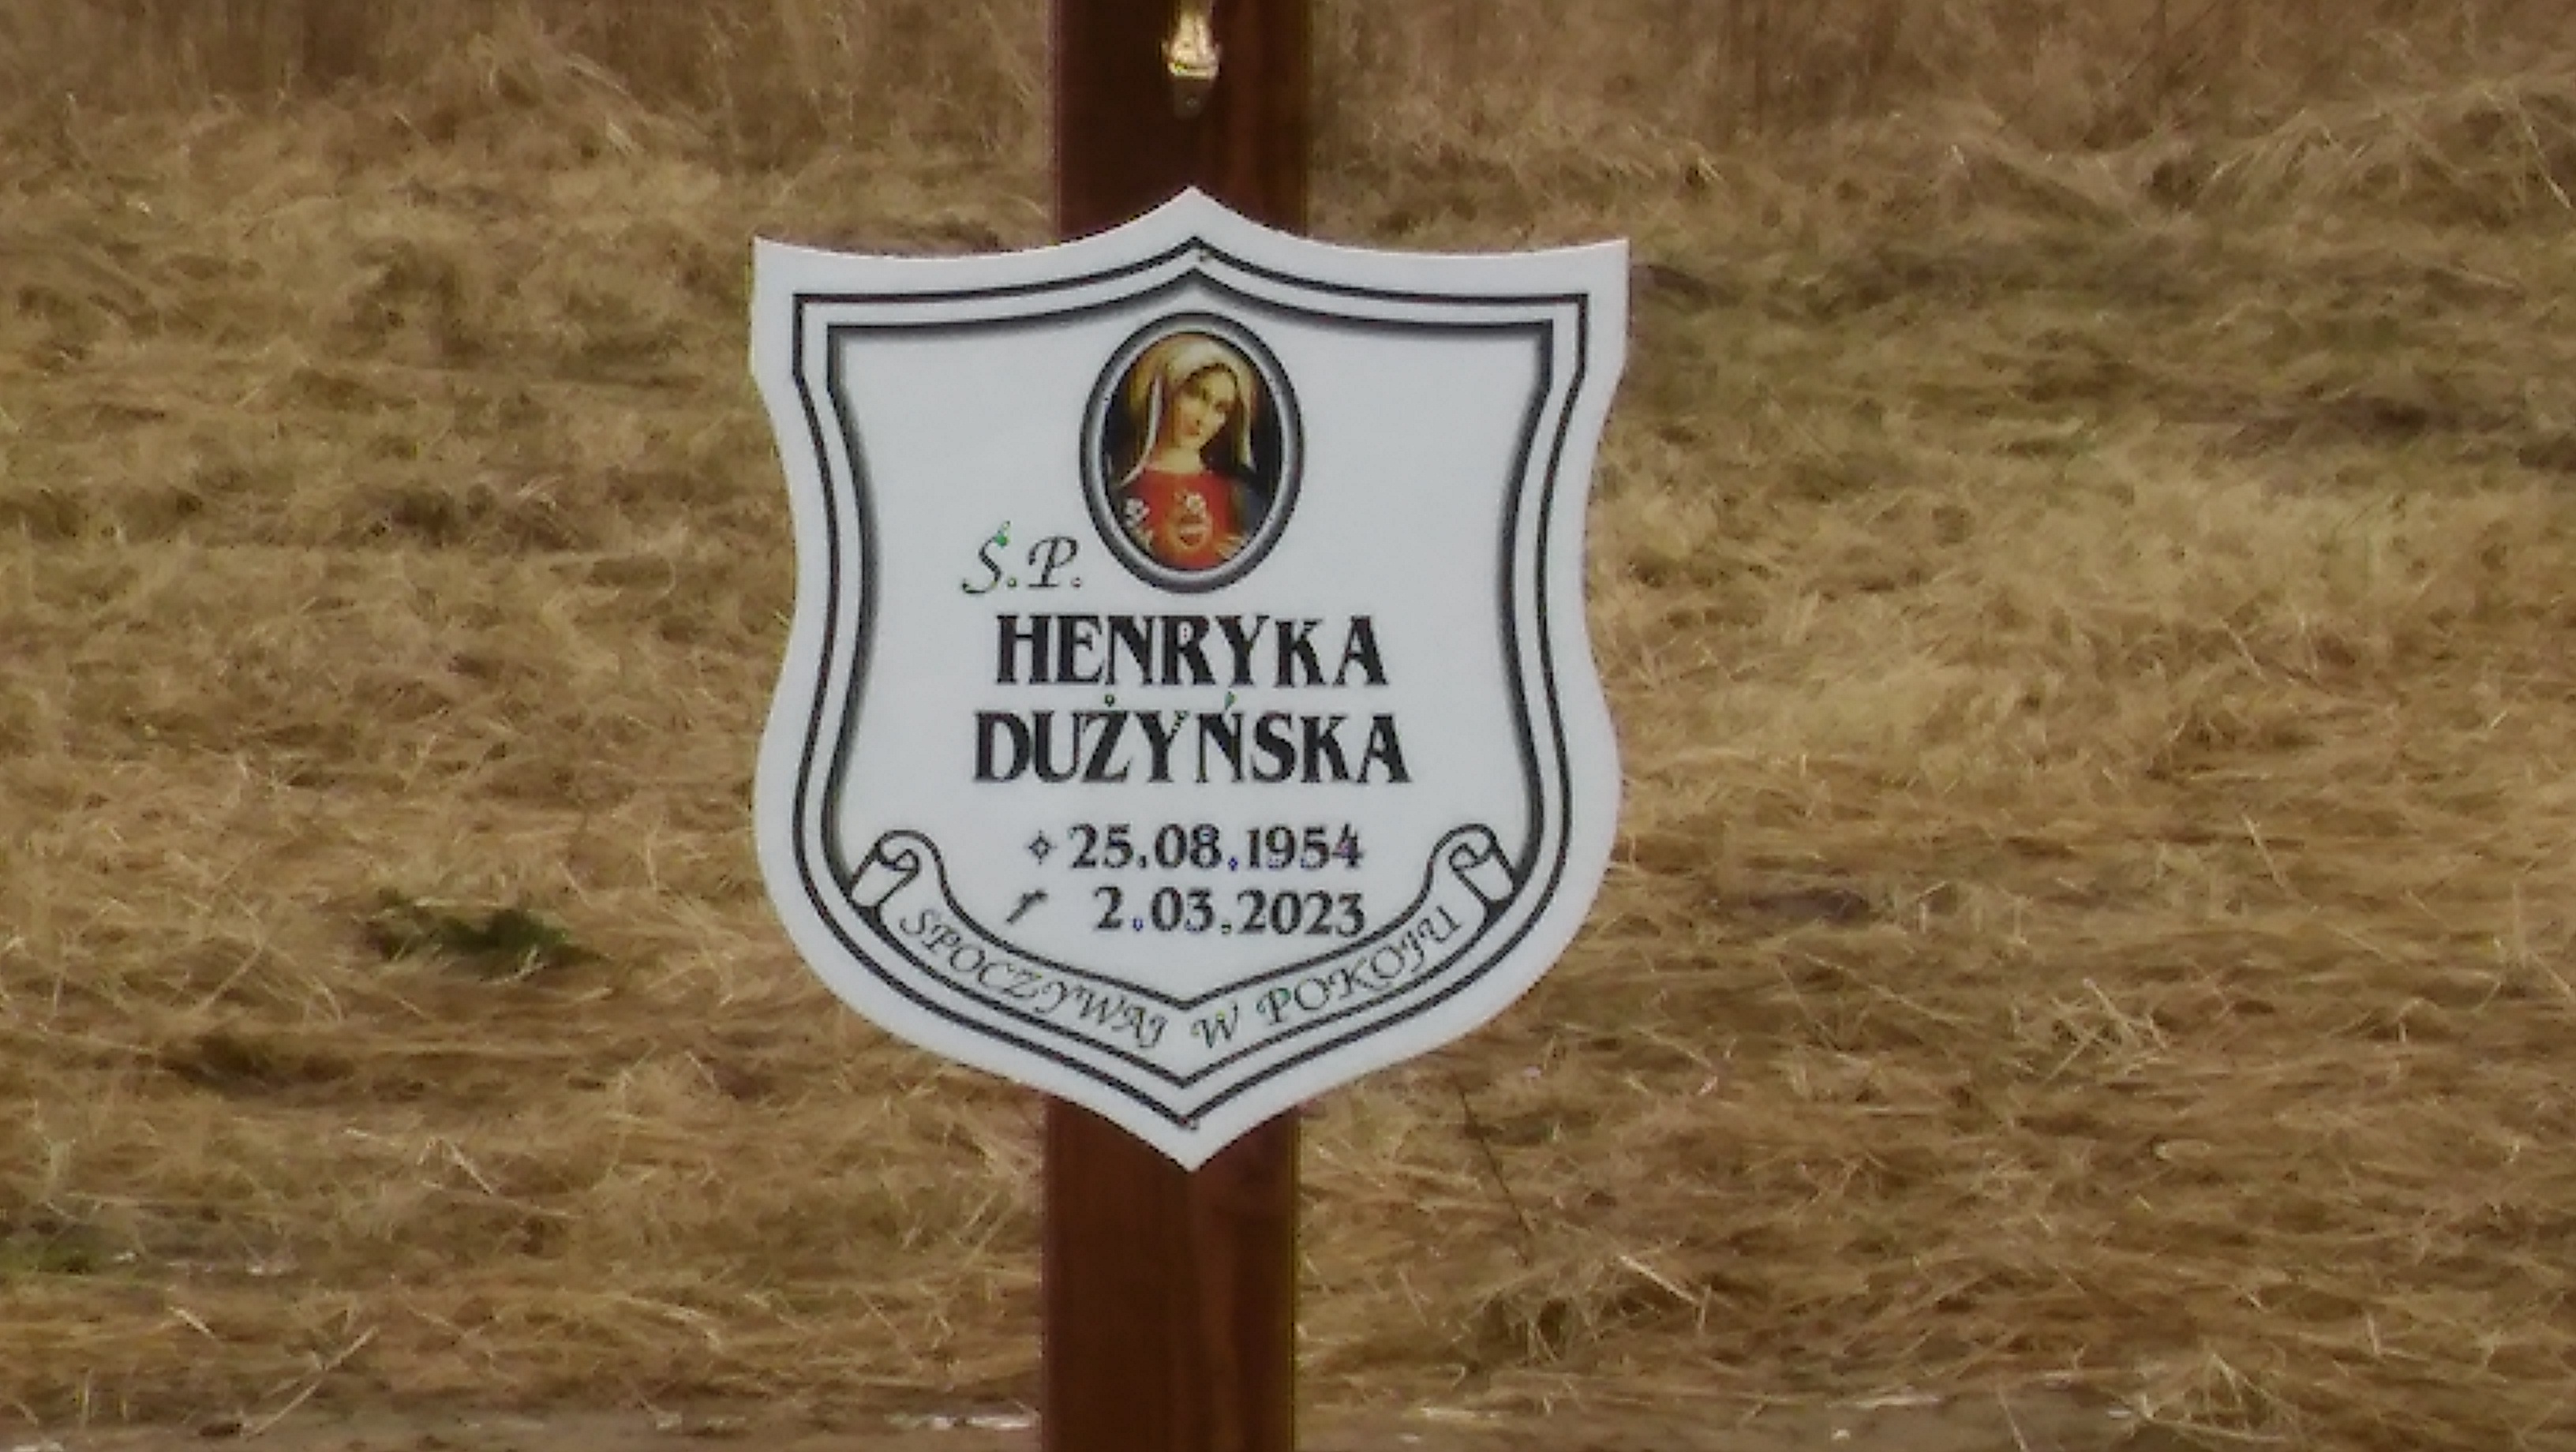 Ś.P.
HENRYKA
DUŻYŃSKA
25.08.1954
2.03.2023
SPOCZYWAJ W POKOJU